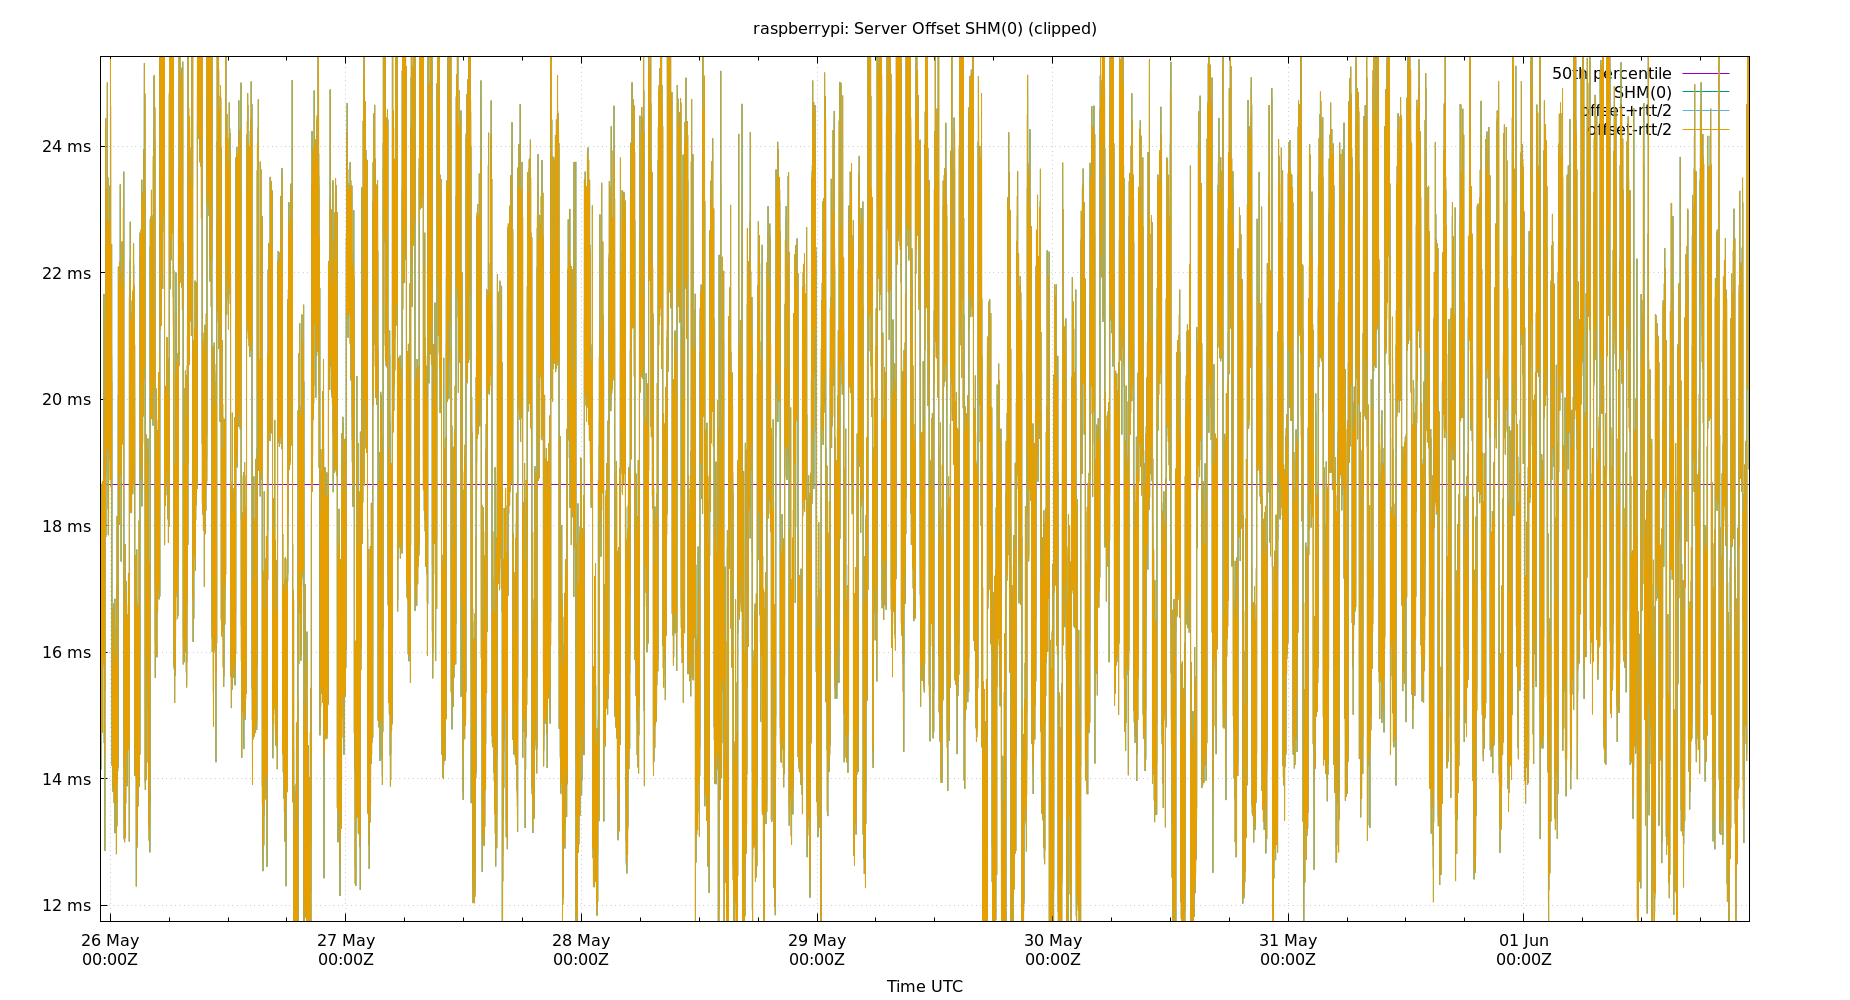 raspberrypi: Server Offset SHM(0) (clipped)
50th percentile
SHM(0)
offset+rtt/2
offset-rtt/2
24 ms
22 ms
20 ms
18 ms
16 ms
14 ms
12 ms
26 May 27 May 28 May 29 May 30 May 31 May 01 Jun
00:00Z 00:00Z 00:00Z 00:00Z 00:00Z 00:00Z 00:00Z
Time UTC